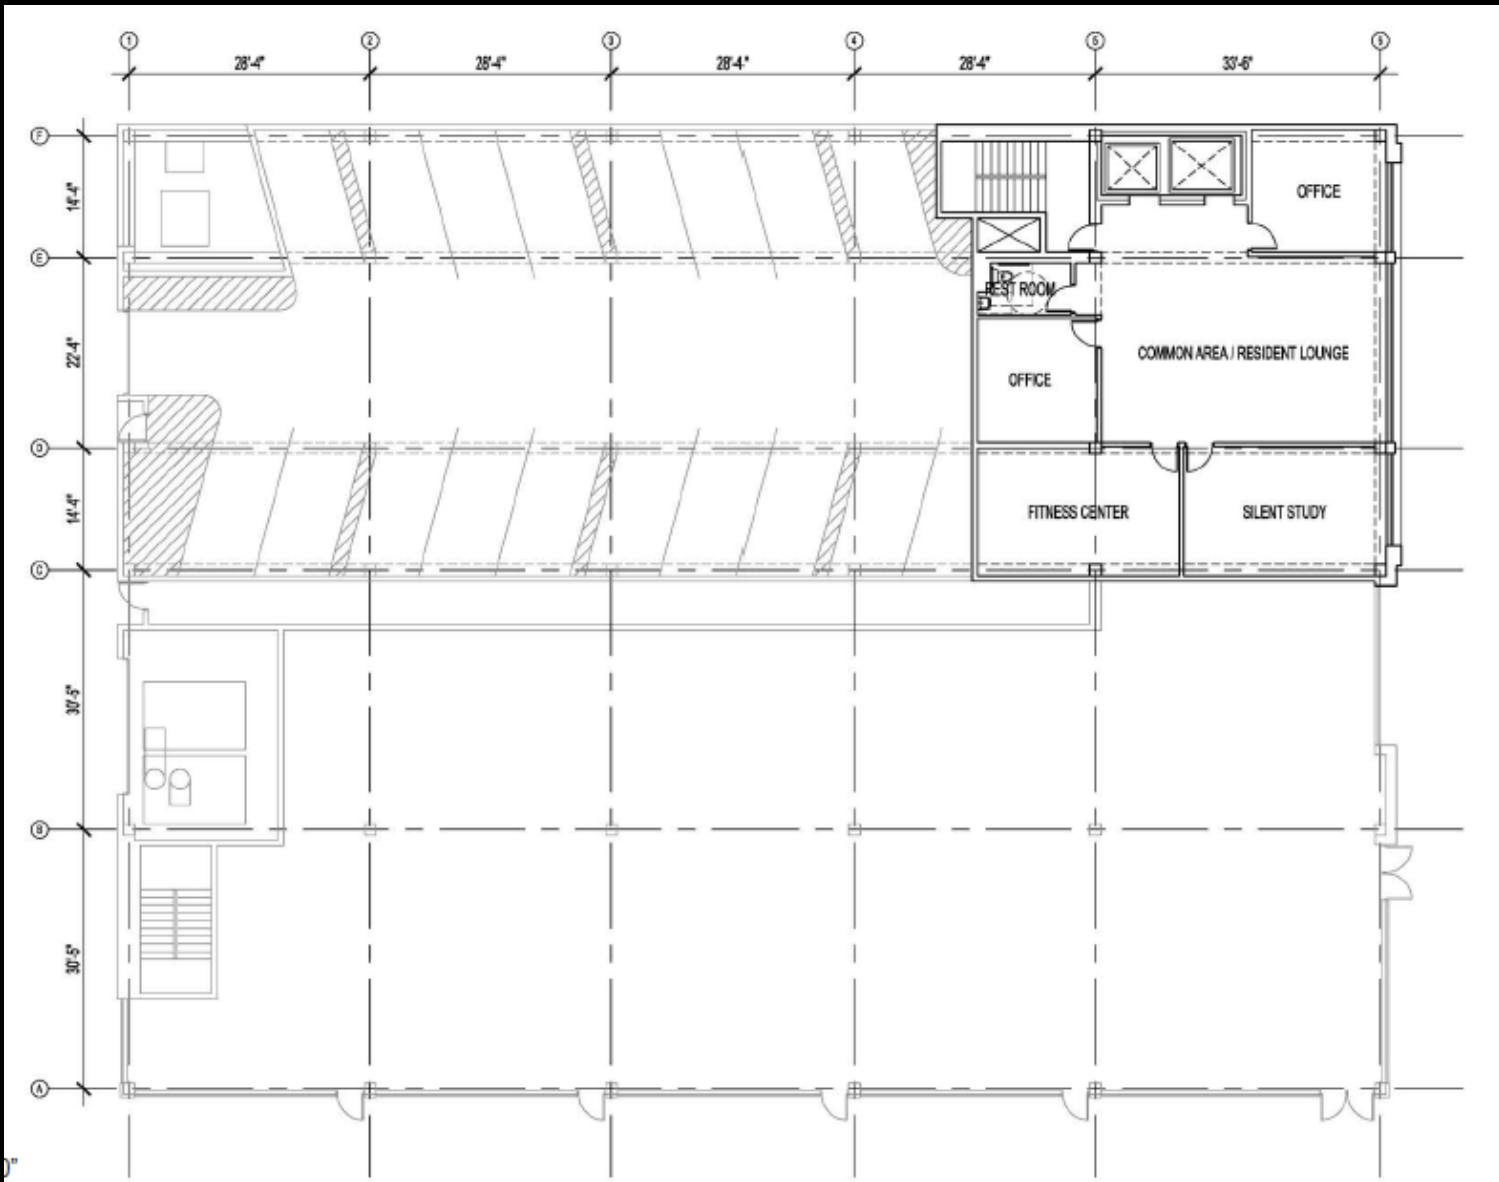 1 2 3 4 5 6
28'-4" 28'-4" 28'-4" 28'-4" 33'-6"
F
14'-4"
OFFICE
E
REST ROOM
22'-4"
COMMON AREA / RESIDENT LOUNGE
OFFICE
D
14'-4"
FITNESS CENTER SILENT STUDY
C
30'-5"
B
30'-5"
A
0"